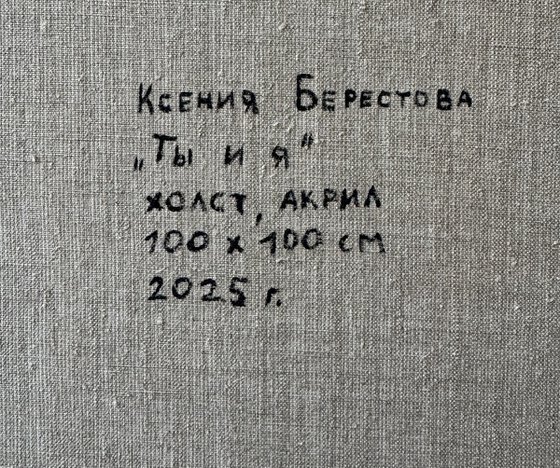 Ксения Берестова
„Ты и я"
холст, акрил
100 x 100 см
2025 г.